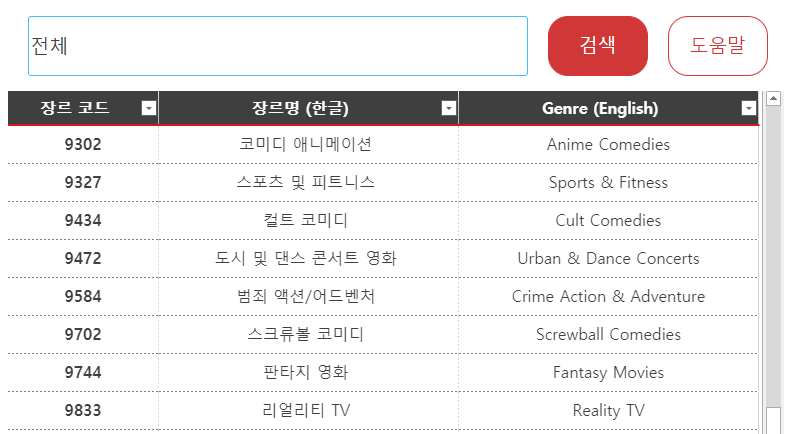 전체 검색 도움말
장르 코드 장르명 (한글) Genre (English)
9302 코미디 애니메이션 Anime Comedies
9327 스포츠 및 피트니스 Sports & Fitness
9434 컬트 코미디 Cult Comedies
9472 도시 및 댄스 콘서트 영화 Urban & Dance Concerts
9584 범죄 액션/어드벤처 Crime Action & Adventure
9702 스크류볼 코미디 Screwball Comedies
9744 판타지 영화 Fantasy Movies
9833 리얼리티 TV Reality TV